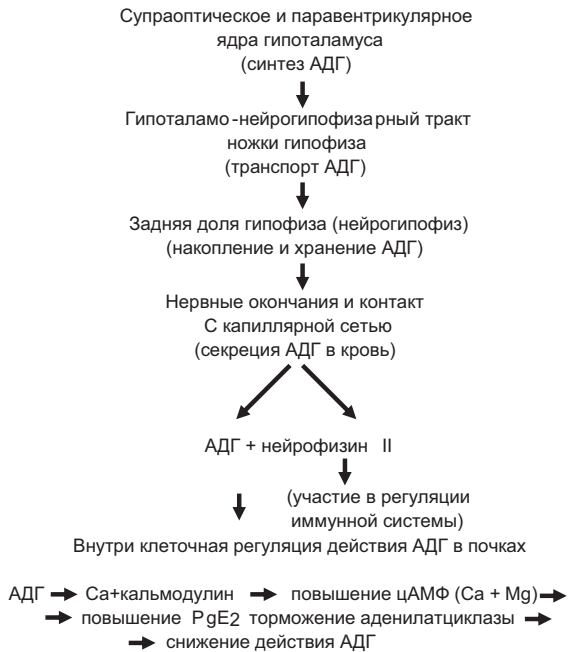 Супраоптическое и паравентрикулярное
ядра гипоталамуса
(синтез АДГ)
Гипоталамо-нейрогипофизарный тракт
ножки гипофиза
(транспорт АДГ)
Задняя доля гипофиза (нейрогипофиз)
(накопление и хранение АДГ)
Нервные окончания и контакт
С капиллярной сетью
(секреция АДГ в кровь)
АДГ + нейрофизин II
(участие в регуляции
иммунной системы)
Внутри клеточная регуляция действия АДГ в почках
АДГ → Ca+кальмодулин → повышение цАМФ (Ca + Mg) →
→ повышение PgE2 торможение аденилатциклазы →
→ снижение действия АДГ